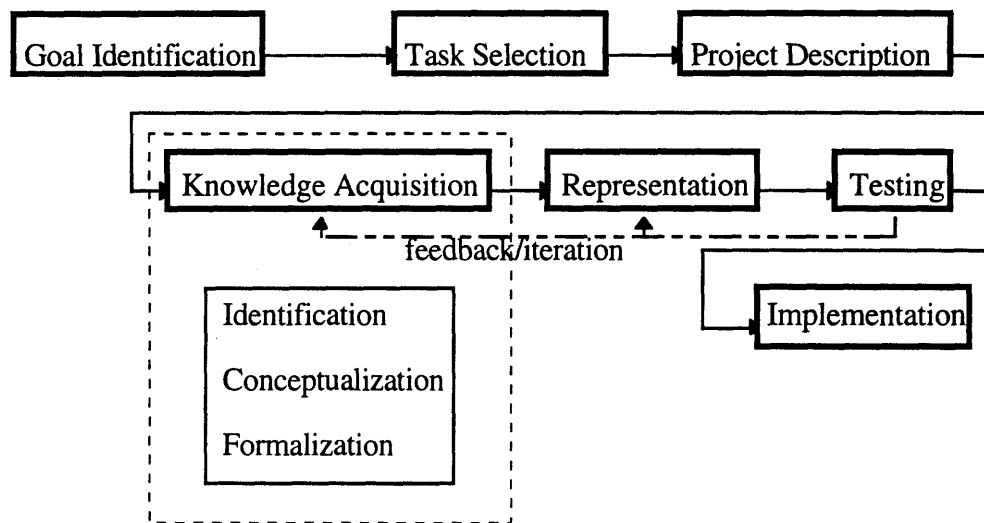 Goal Identification
Task Selection
Project Description
Knowledge Acquisition
Representation
Testing
feedback/iteration
Implementation
Identification
Conceptualization
Formalization